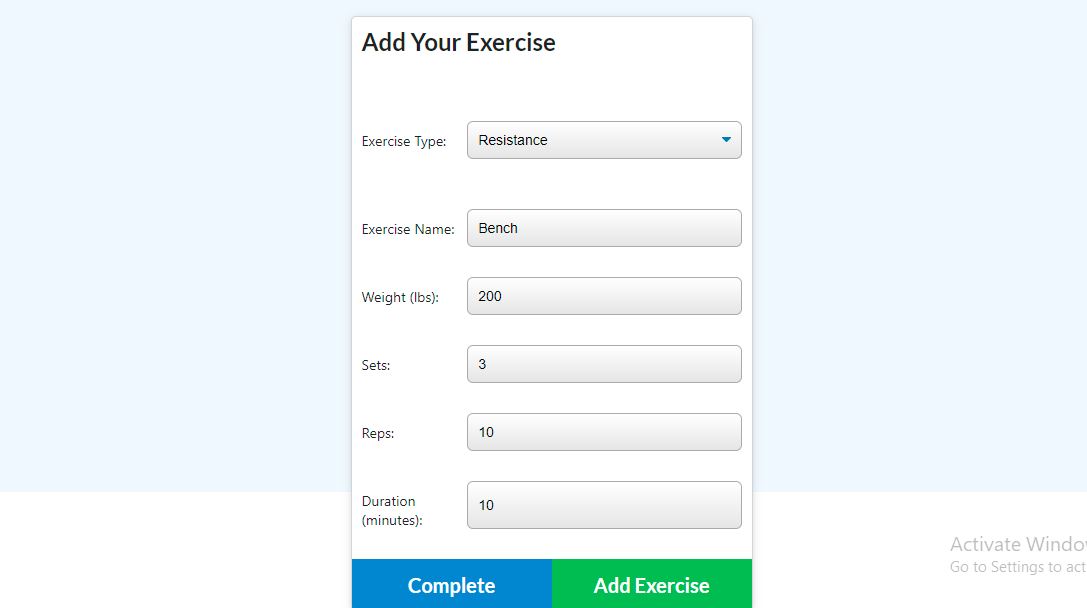 Add Your Exercise
Exercise Type: Resistance
Exercise Name: Bench
Weight (lbs): 200
Sets: 3
Reps: 10
Duration
(minutes): 10
Complete Add Exercise
Activate Windo
Go to Settings to act